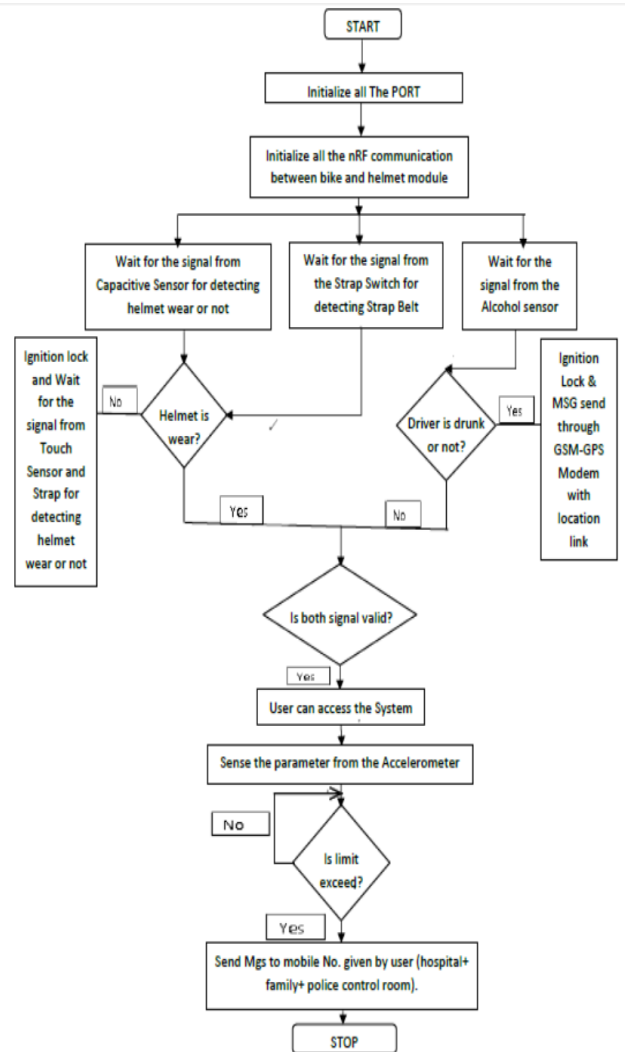 START
Initialize all The PORT
Initialize all the nRF communication
between bike and helmet module
Wait for the signal from
Capacitive Sensor for detecting
helmet wear or not
Wait for the signal from
the Strap Switch for
detecting Strap Belt
Wait for the
signal from the
Alcohol sensor
Ignition lock
and Wait
for the
signal from
Touch
Sensor and
Strap for
detecting
helmet
wear or not
No
Helmet is
wear?
Driver is drunk
or not?
Yes
Ignition
Lock &
MSG send
through
GSM-GPS
Modem
with
location
link
Yes
No
Is both signal valid?
Yes
User can access the System
Sense the parameter from the Accelerometer
No
Is limit
exceed?
Yes
Send Mgs to mobile No. given by user (hospital+
family+ police control room).
STOP